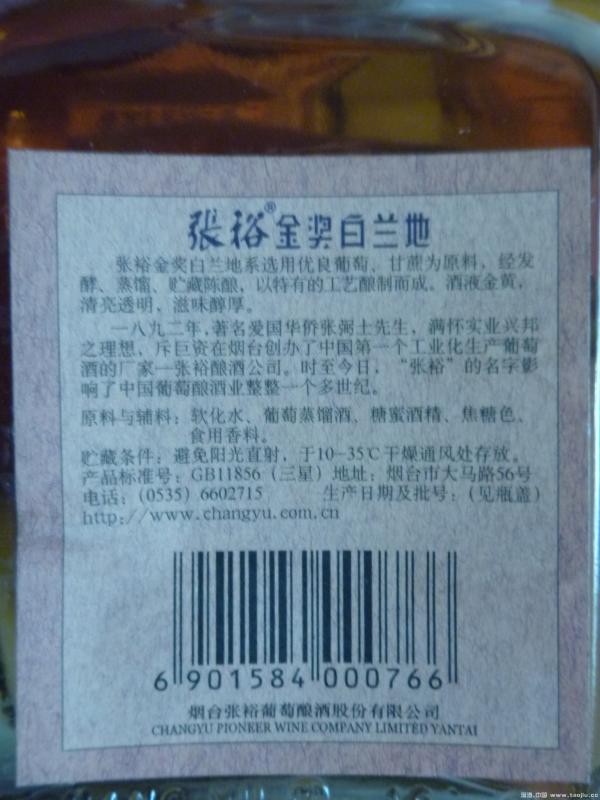 张裕®金奖白兰地
张裕金奖白兰地系选用优良葡萄、甘蔗为原料，经发
酵、蒸馏、贮藏陈酿，以特有的工艺酿制而成。酒液金黄，
清亮透明，滋味醇厚。
一八九二年，著名爱国华侨张弼士先生，满怀实业兴邦
之理想，斥巨资在烟台创办了中国第一个工业化生产葡萄
酒的厂家—张裕酿酒公司。时至今日，“张裕”的名字影
响了中国葡萄酿酒业整整一个多世纪。
原料与辅料：软化水、葡萄蒸馏酒、糖蜜酒精、焦糖色、
食用香料。
贮藏条件：避免阳光直射，于10-35℃干燥通风处存放。
产品标准号：GB11856（三星）地址：烟台市大马路56号
电话：(0535) 6602715 生产日期及批号：（见瓶盖）
http://www.changyu.com.cn
6 901584 000766
烟台张裕葡萄酿酒股份有限公司
CHANGYU PIONKER WINE COMPANY LIMITED YANTAI
淘酒.中国 www.taojiu.cc